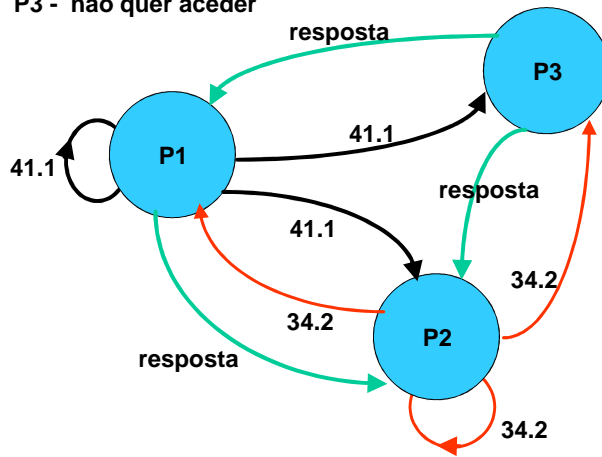 P3 - não quer aceder
resposta
P3
41.1
P1
41.1
resposta
41.1
34.2
34.2
P2
resposta
34.2